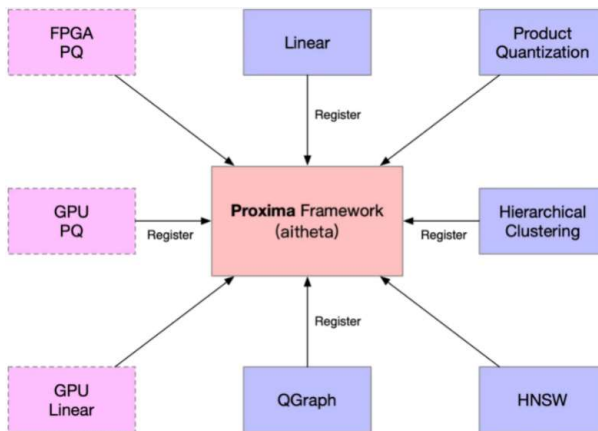 FPGA
PQ
Linear
Product
Quantization
Register
GPU
PQ
Register
Proxima Framework
(aitheta)
Register
Hierarchical
Clustering
Register
GPU
Linear
QGraph
HNSW